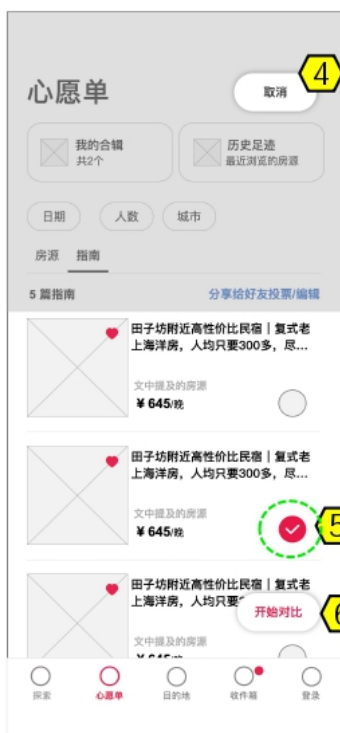 4
心愿单
取消
我的合辑
共2个
历史足迹
最近浏览的房源
日期
人数
城市
房源
指南
5 篇指南
分享给好友投票/编辑
田子坊附近高性价比民宿｜复式老
上海洋房，人均只要300多，尽...
文中提及的房源
¥ 645/晚
田子坊附近高性价比民宿｜复式老
上海洋房，人均只要300多，尽...
文中提及的房源
¥ 645/晚
5
田子坊附近高性价比民宿｜复式老
上海洋房，人均只要
开始对比
6
文中提及的房源
¥ 645/晚
探索
心愿单
目的地
收件箱
登录